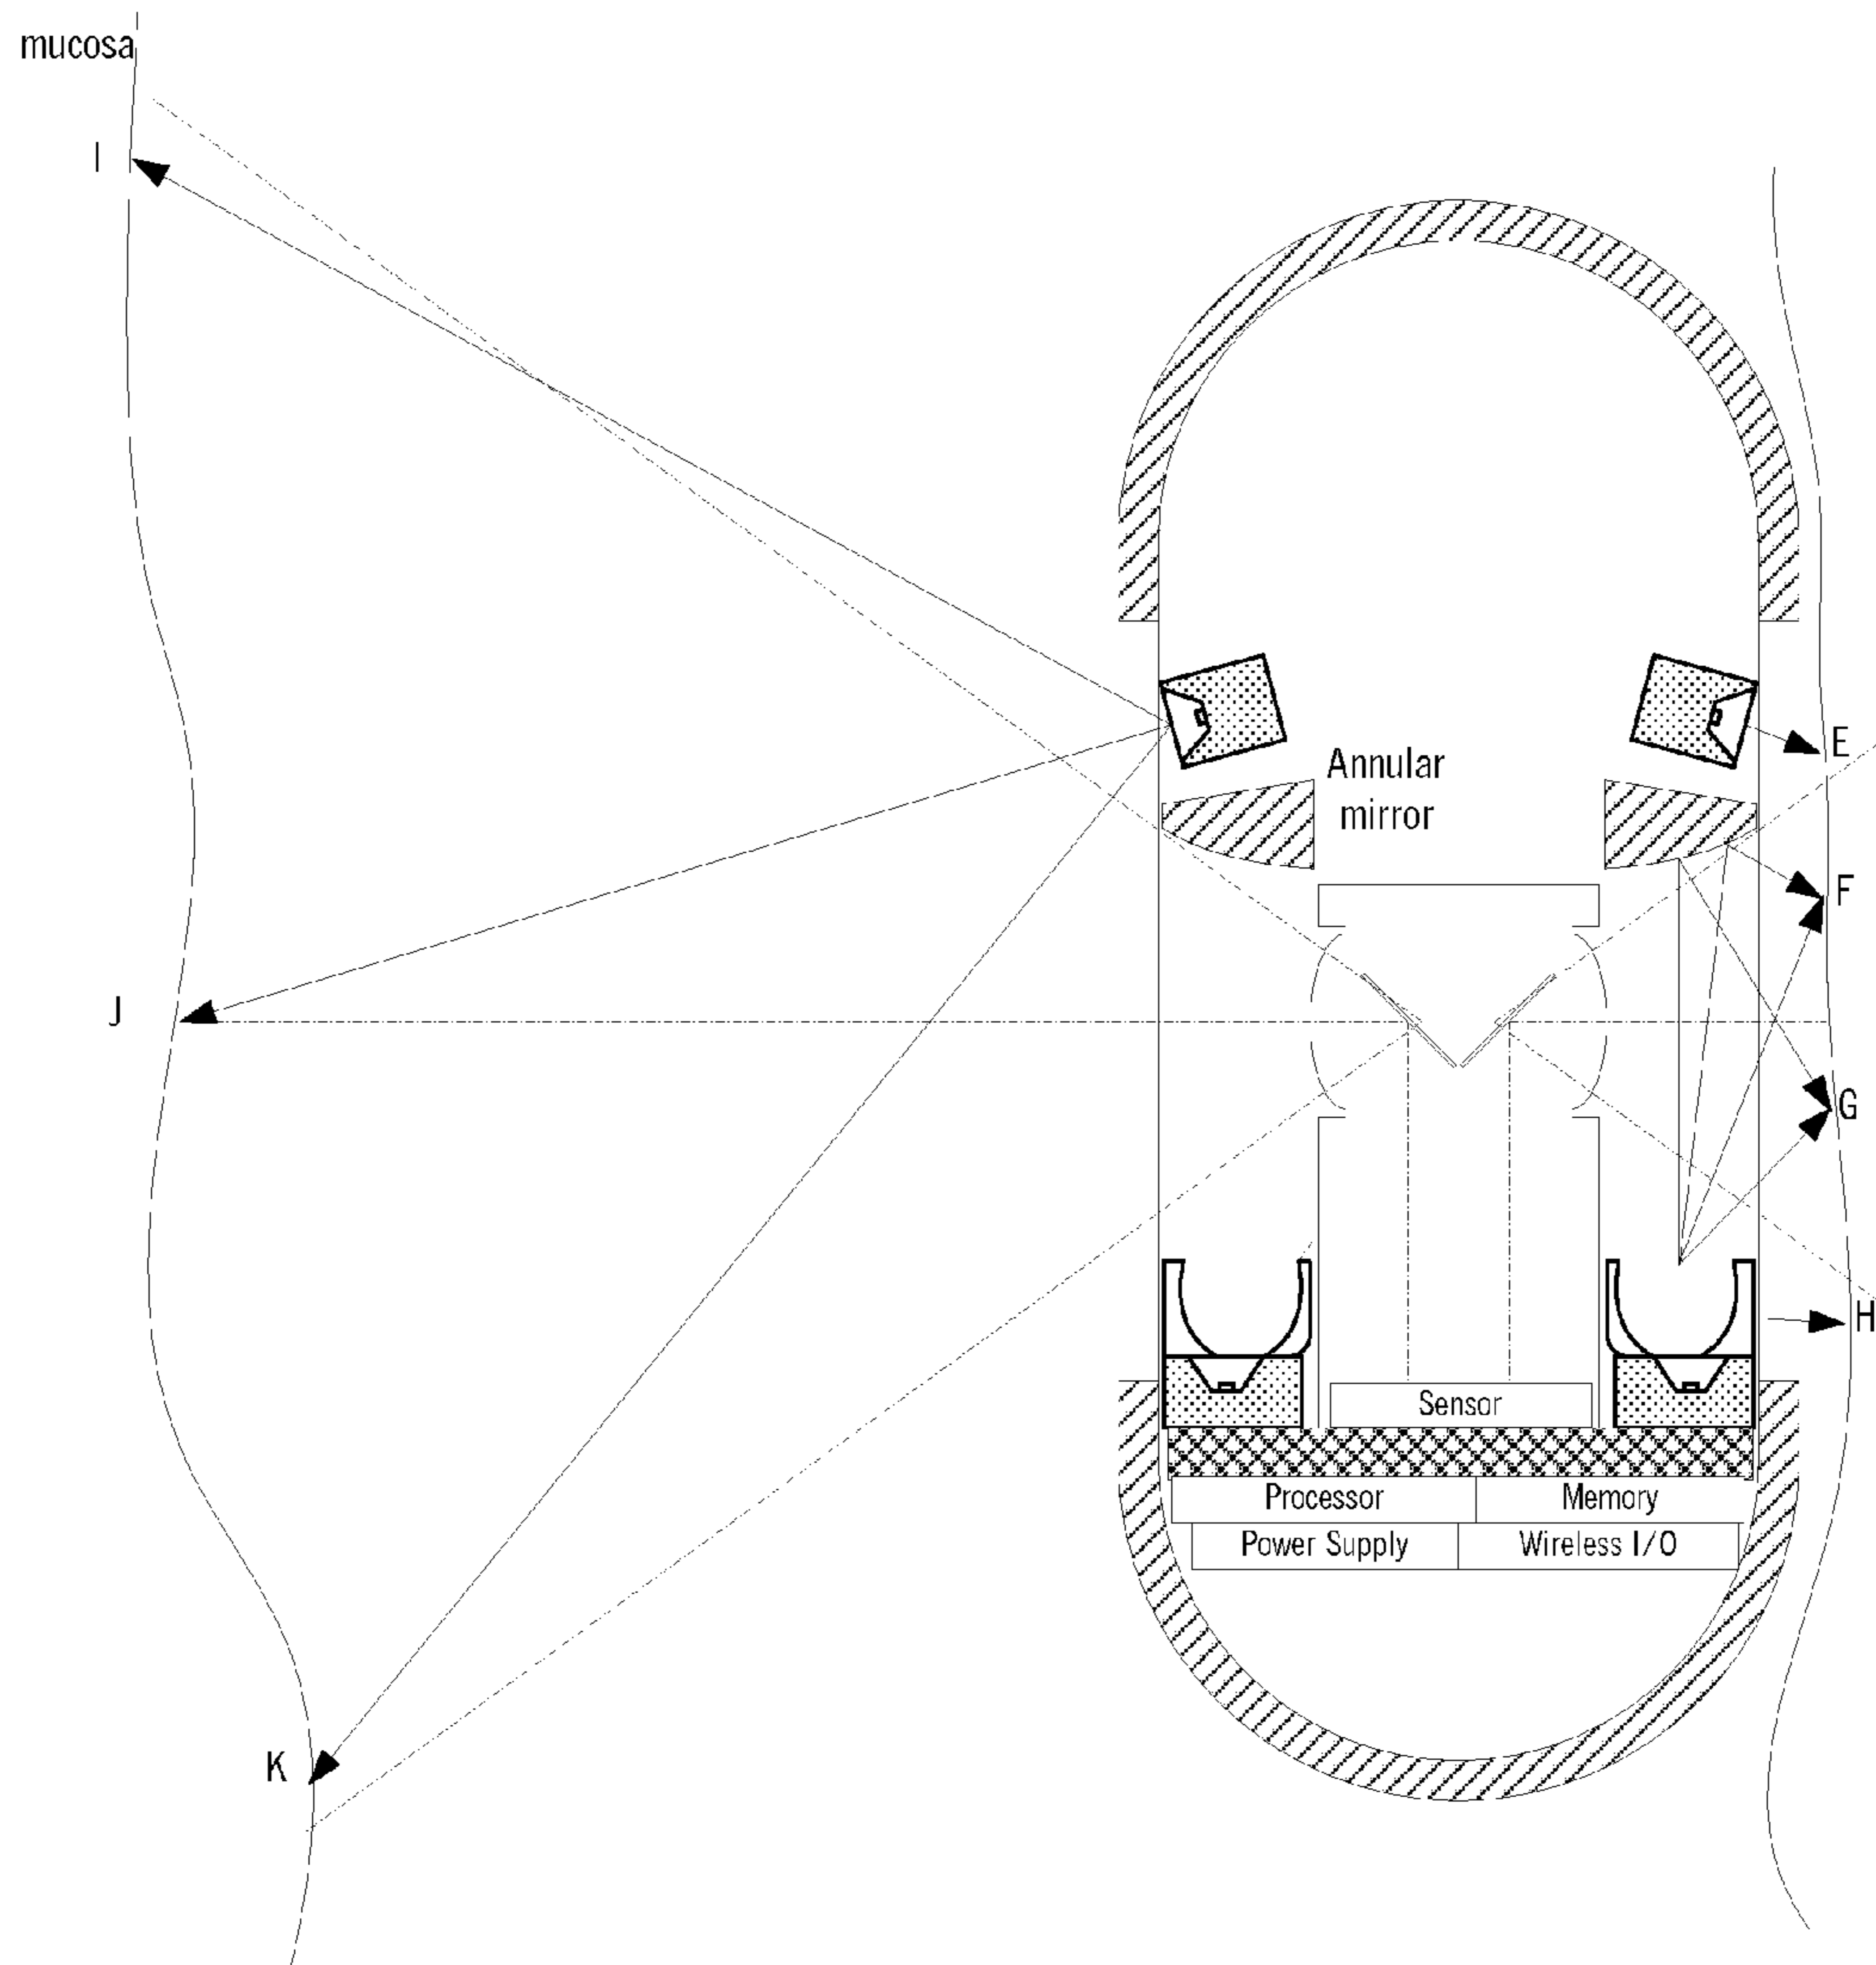 mucosa
I
E
Annular
mirror
F
J
G
H
Sensor
Processor
Memory
Power Supply
Wireless I/O
K